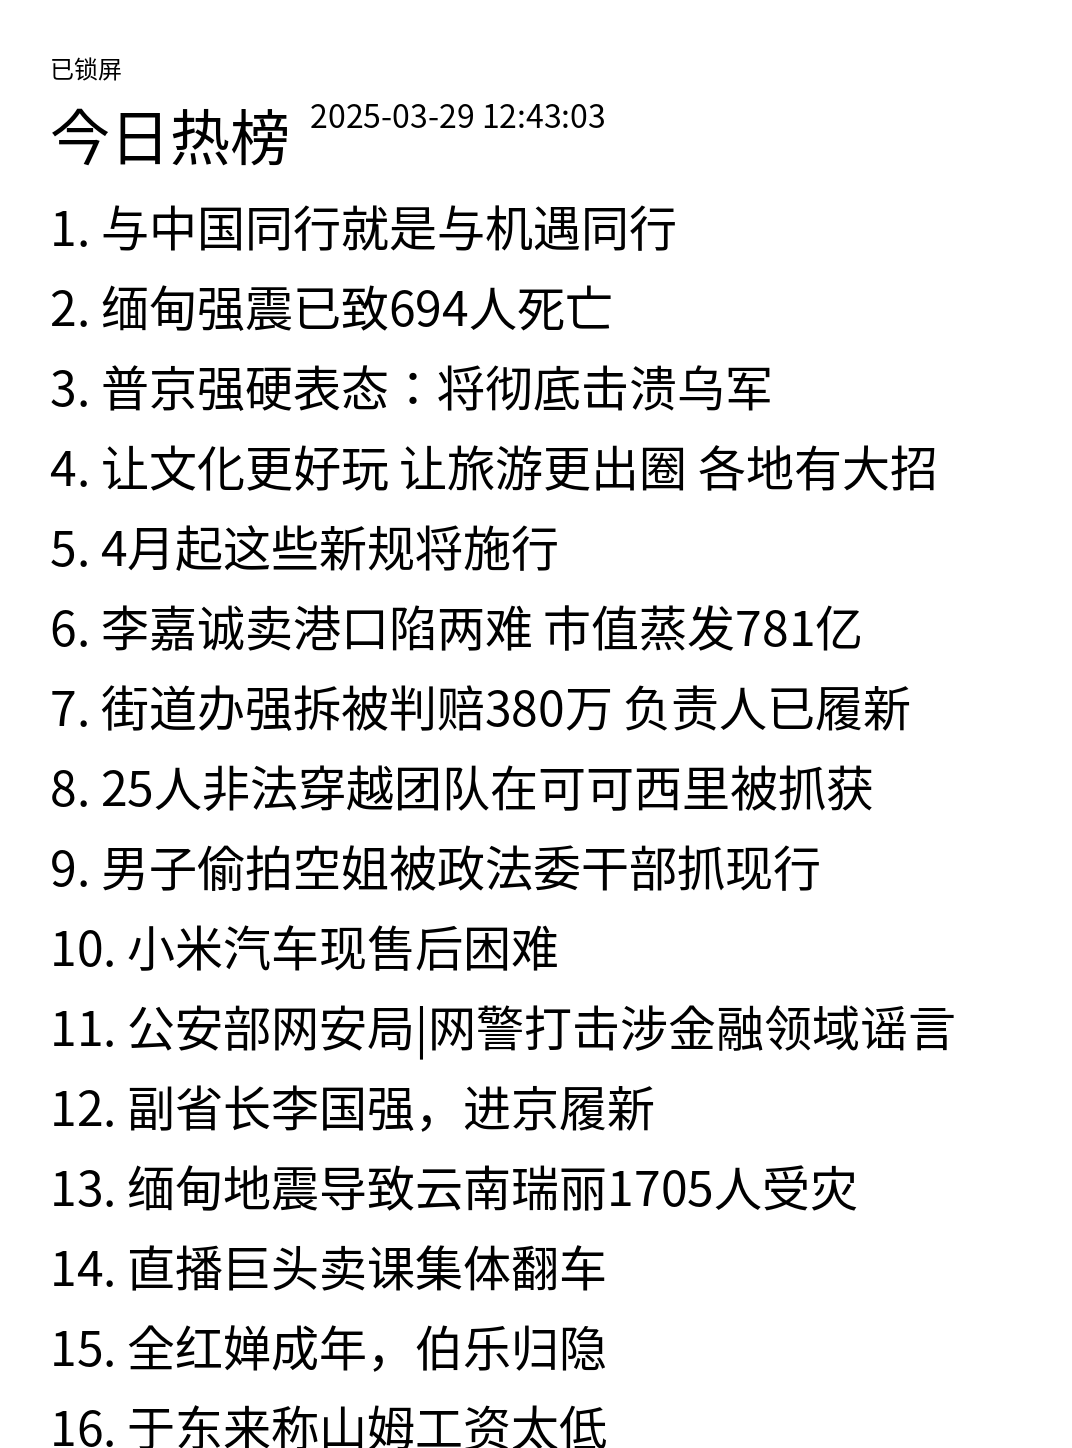 已锁屏
今日热榜 2025-03-29 12:43:03
1. 与中国同行就是与机遇同行
2. 缅甸强震已致694人死亡
3. 普京强硬表态：将彻底击溃乌军
4. 让文化更好玩 让旅游更出圈 各地有大招
5. 4月起这些新规将施行
6. 李嘉诚卖港口陷两难 市值蒸发781亿
7. 街道办强拆被判赔380万 负责人已履新
8. 25人非法穿越团队在可可西里被抓获
9. 男子偷拍空姐被政法委干部抓现行
10. 小米汽车现售后困难
11. 公安部网安局|网警打击涉金融领域谣言
12. 副省长李国强，进京履新
13. 缅甸地震导致云南瑞丽1705人受灾
14. 直播巨头卖课集体翻车
15. 全红婵成年，伯乐归隐
16. 于东来称山姆工资太低